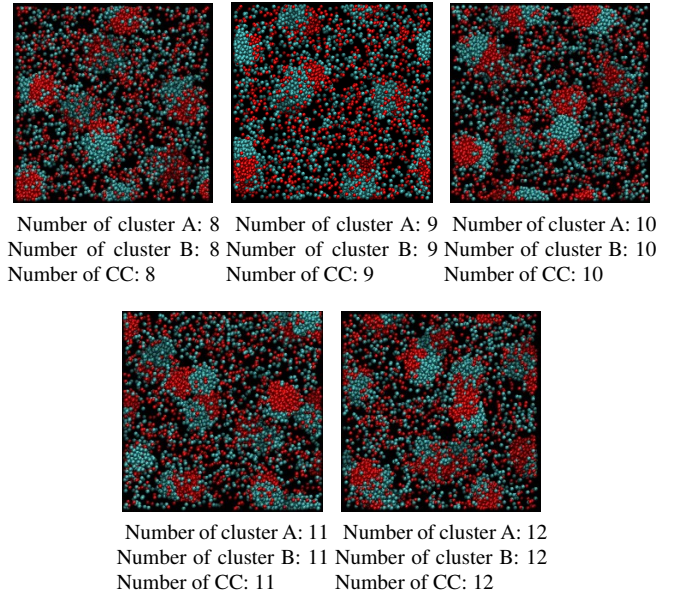 Number of cluster A: 8 Number of cluster A: 9 Number of cluster A: 10
Number of cluster B: 8 Number of cluster B: 9 Number of cluster B: 10
Number of CC: 8 Number of CC: 9 Number of CC: 10
Number of cluster A: 11 Number of cluster A: 12
Number of cluster B: 11 Number of cluster B: 12
Number of CC: 11 Number of CC: 12